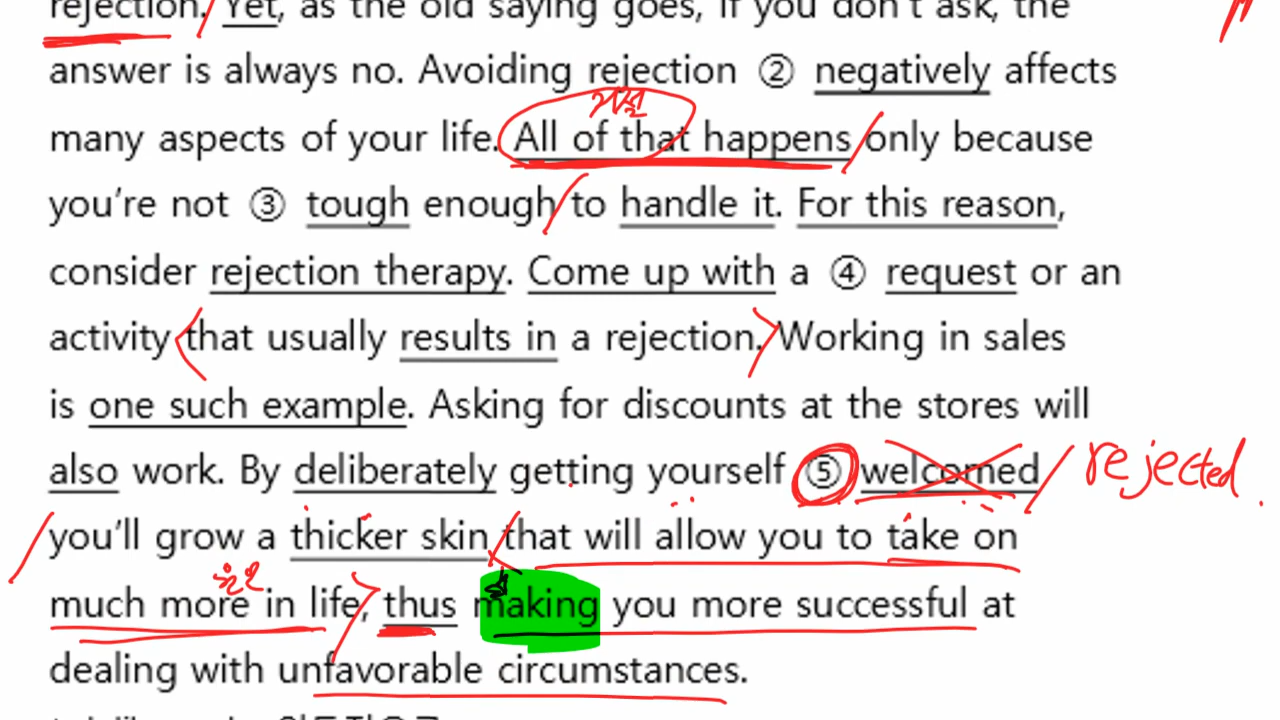 rejection. Yet, as the old saying goes, if you don't ask, the
answer is always no. Avoiding rejection ② negatively affects
거절
many aspects of your life. All of that happens only because
you're not ③ tough enough to handle it. For this reason,
consider rejection therapy. Come up with a ④ request or an
activity that usually results in a rejection. Working in sales
is one such example. Asking for discounts at the stores will
also work. By deliberately getting yourself ⑤ welcomed rejected
you'll grow a thicker skin that will allow you to take on
much more in life, thus making you more successful at
dealing with unfavorable circumstances.